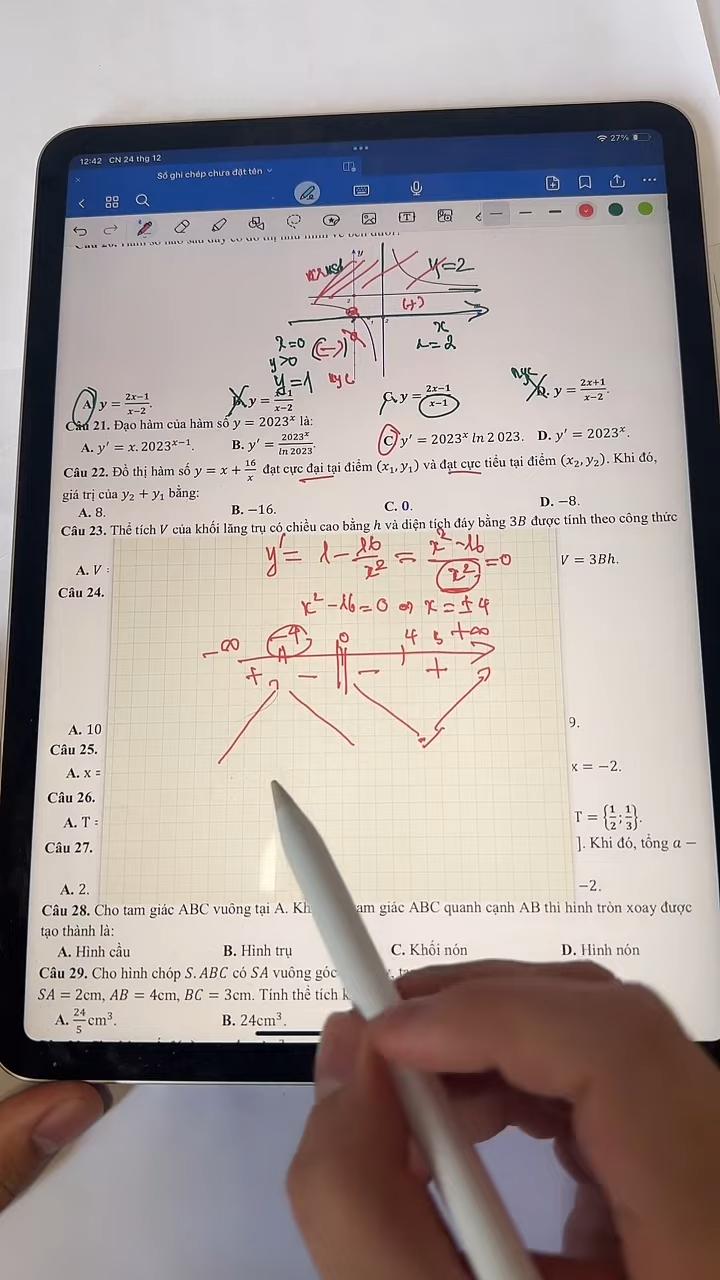 12:42 CN 24 thg 12
27%
Sổ ghi chép chưa đặt tên
y=2
(+)
x=0
(−)
x
x=2
y>0
y=1
nyc
nyc
A. y = 2x−1/x−2.
y = x−2
C. y = 2x−1/x−1
D. y = 2x+1/x−2.
Câu 21. Đạo hàm của hàm số y = 2023^x là:
A. y′ = x.2023^x−1.
B. y′ = 2023^x/ln 2023.
C. y′ = 2023^x ln 2023.
D. y′ = 2023^x.
Câu 22. Đồ thị hàm số y = x + 16/x đạt cực đại tại điểm (x₁, y₁) và đạt cực tiểu tại điểm (x₂, y₂). Khi đó,
giá trị của y₂ + y₁ bằng:
A. 8.
B. −16.
C. 0.
D. −8.
Câu 23. Thể tích V của khối lăng trụ có chiều cao bằng h và diện tích đáy bằng 3B được tính theo công thức
y′ = 1 − 16/x² = x²−16/x² = 0
A. V
V = 3Bh.
Câu 24.
x²−16=0 ⇔ x=±4
−∞ −4 0 4 5 +∞
+ − − +
A. 10
9.
Câu 25.
A. x =
x = −2.
Câu 26.
A. T =
T = {1/2; 1/3}.
Câu 27.
]. Khi đó, tổng a −
A. 2.
−2.
Câu 28. Cho tam giác ABC vuông tại A. Kh am giác ABC quanh cạnh AB thì hình tròn xoay được
tạo thành là:
A. Hình cầu
B. Hình trụ
C. Khối nón
D. Hình nón
Câu 29. Cho hình chóp S.ABC có SA vuông góc
SA = 2cm, AB = 4cm, BC = 3cm. Tính thể tích k
A. 24/5 cm³.
B. 24cm³.